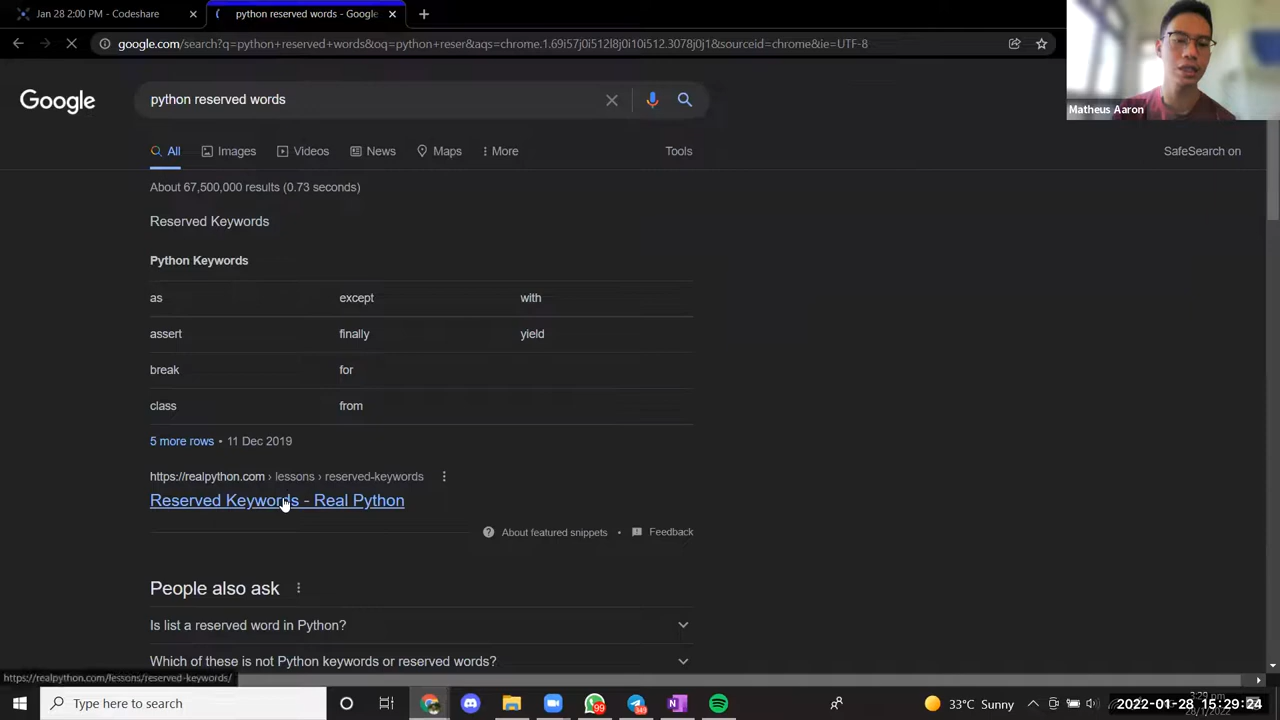 Jan 28 2:00 PM - Codeshare
python reserved words - Google
google.com/search?q=python+reserved+words&oq=python+reser&aqs=chrome.1.69i57j0i512l8j0i10i512.3078j0j1&sourceid=chrome&ie=UTF-8
Matheus Aaron
Google
python reserved words
All
Images
Videos
News
Maps
More
Tools
SafeSearch on
About 67,500,000 results (0.73 seconds)
Reserved Keywords
Python Keywords
as except with
assert finally yield
break for
class from
5 more rows • 11 Dec 2019
https://realpython.com › lessons › reserved-keywords
Reserved Keywords - Real Python
About featured snippets • Feedback
People also ask
Is list a reserved word in Python?
Which of these is not Python keywords or reserved words?
https://realpython.com/lessons/reserved-keywords/
Type here to search
99
33°C Sunny
3:29 pm
2022-01-28 15:29:24